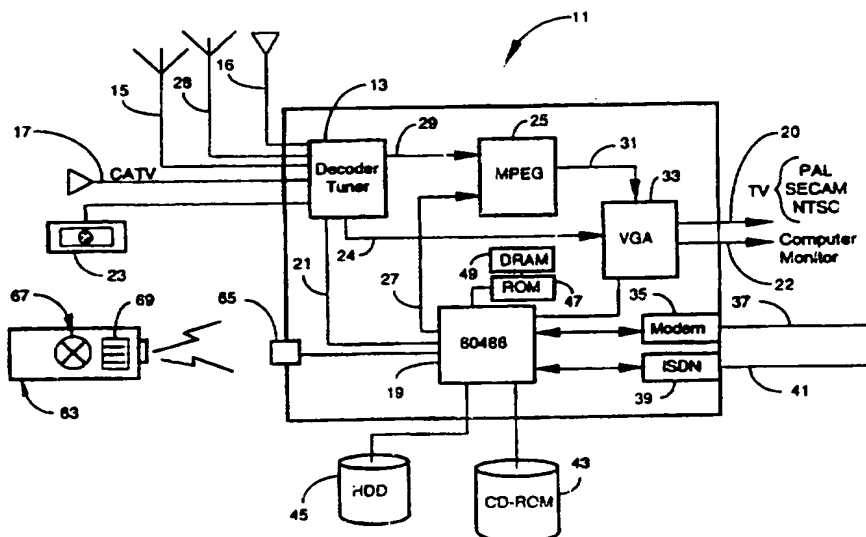 11
28
16
15
13
17
29
25
31
20
CATV
Decoder
Tuner
MPEG
33
TV
PAL
SECAM
NTSC
VGA
Computer
Monitor
23
24
21
49
DRAM
22
67
69
65
27
ROM
47
35
37
80486
Modem
63
19
ISDN
39
41
45
HDD
CD-ROM
43